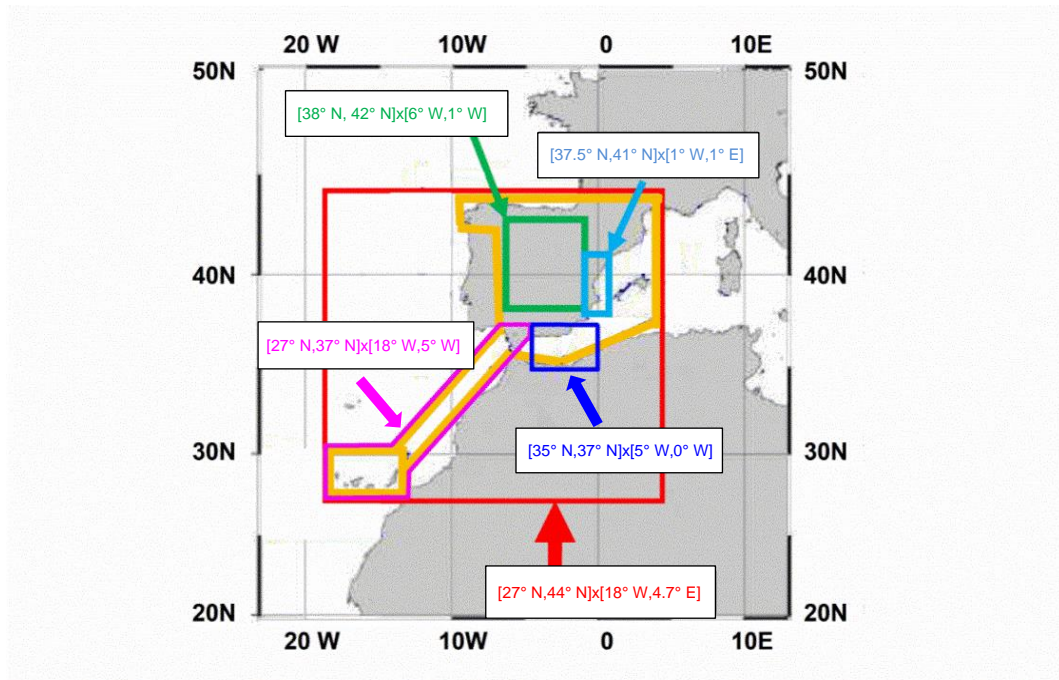 20 W 10W 0 10E
50N 50N
[38° N, 42° N]x[6° W,1° W]
[37.5° N,41° N]x[1° W,1° E]
40N 40N
[27° N,37° N]x[18° W,5° W]
[35° N,37° N]x[5° W,0° W]
30N 30N
[27° N,44° N]x[18° W,4.7° E]
20N 20N
20 W 10W 0 10E